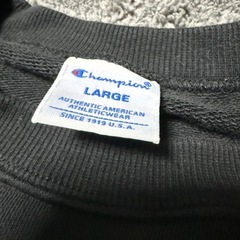 Champion
LARGE
AUTHENTIC AMERICAN
ATHLETICWEAR
SINCE 1919 U.S.A.